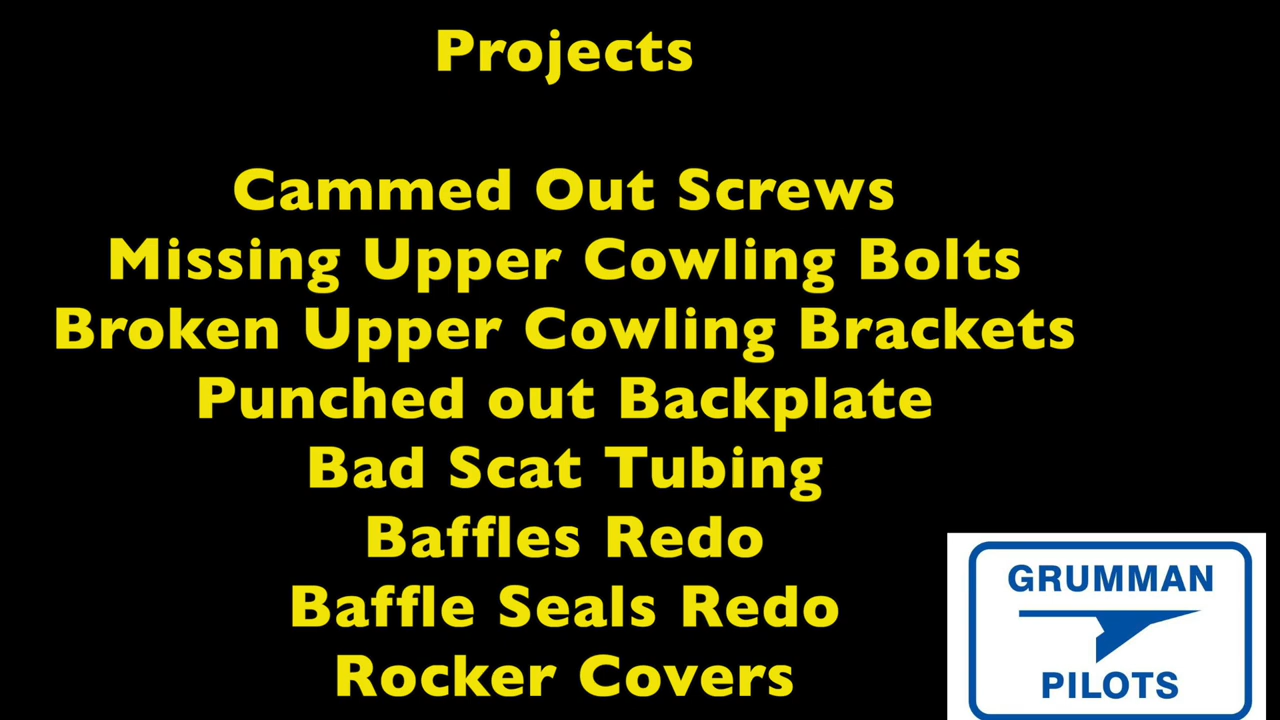 Projects
Cammed Out Screws
Missing Upper Cowling Bolts
Broken Upper Cowling Brackets
Punched out Backplate
Bad Scat Tubing
Baffles Redo
Baffle Seals Redo
Rocker Covers
GRUMMAN
PILOTS